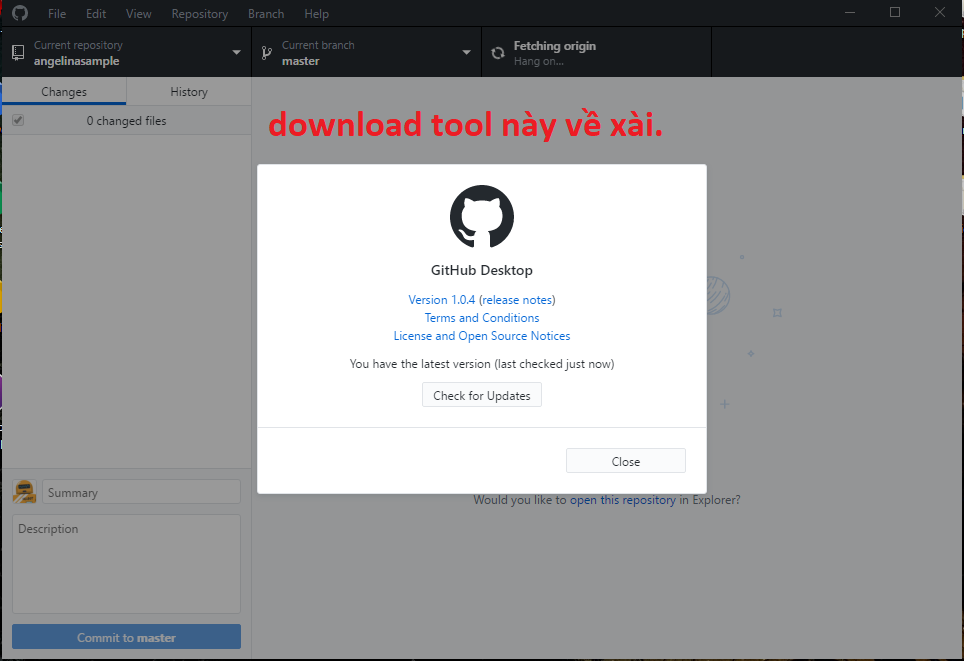 File Edit View Repository Branch Help
Current repository
angelinasample
Current branch
master
Fetching origin
Hang on...
Changes History
0 changed files
download tool này về xài.
GitHub Desktop
Version 1.0.4 (release notes)
Terms and Conditions
License and Open Source Notices
You have the latest version (last checked just now)
Check for Updates
Close
Would you like to open this repository in Explorer?
Summary
Description
Commit to master